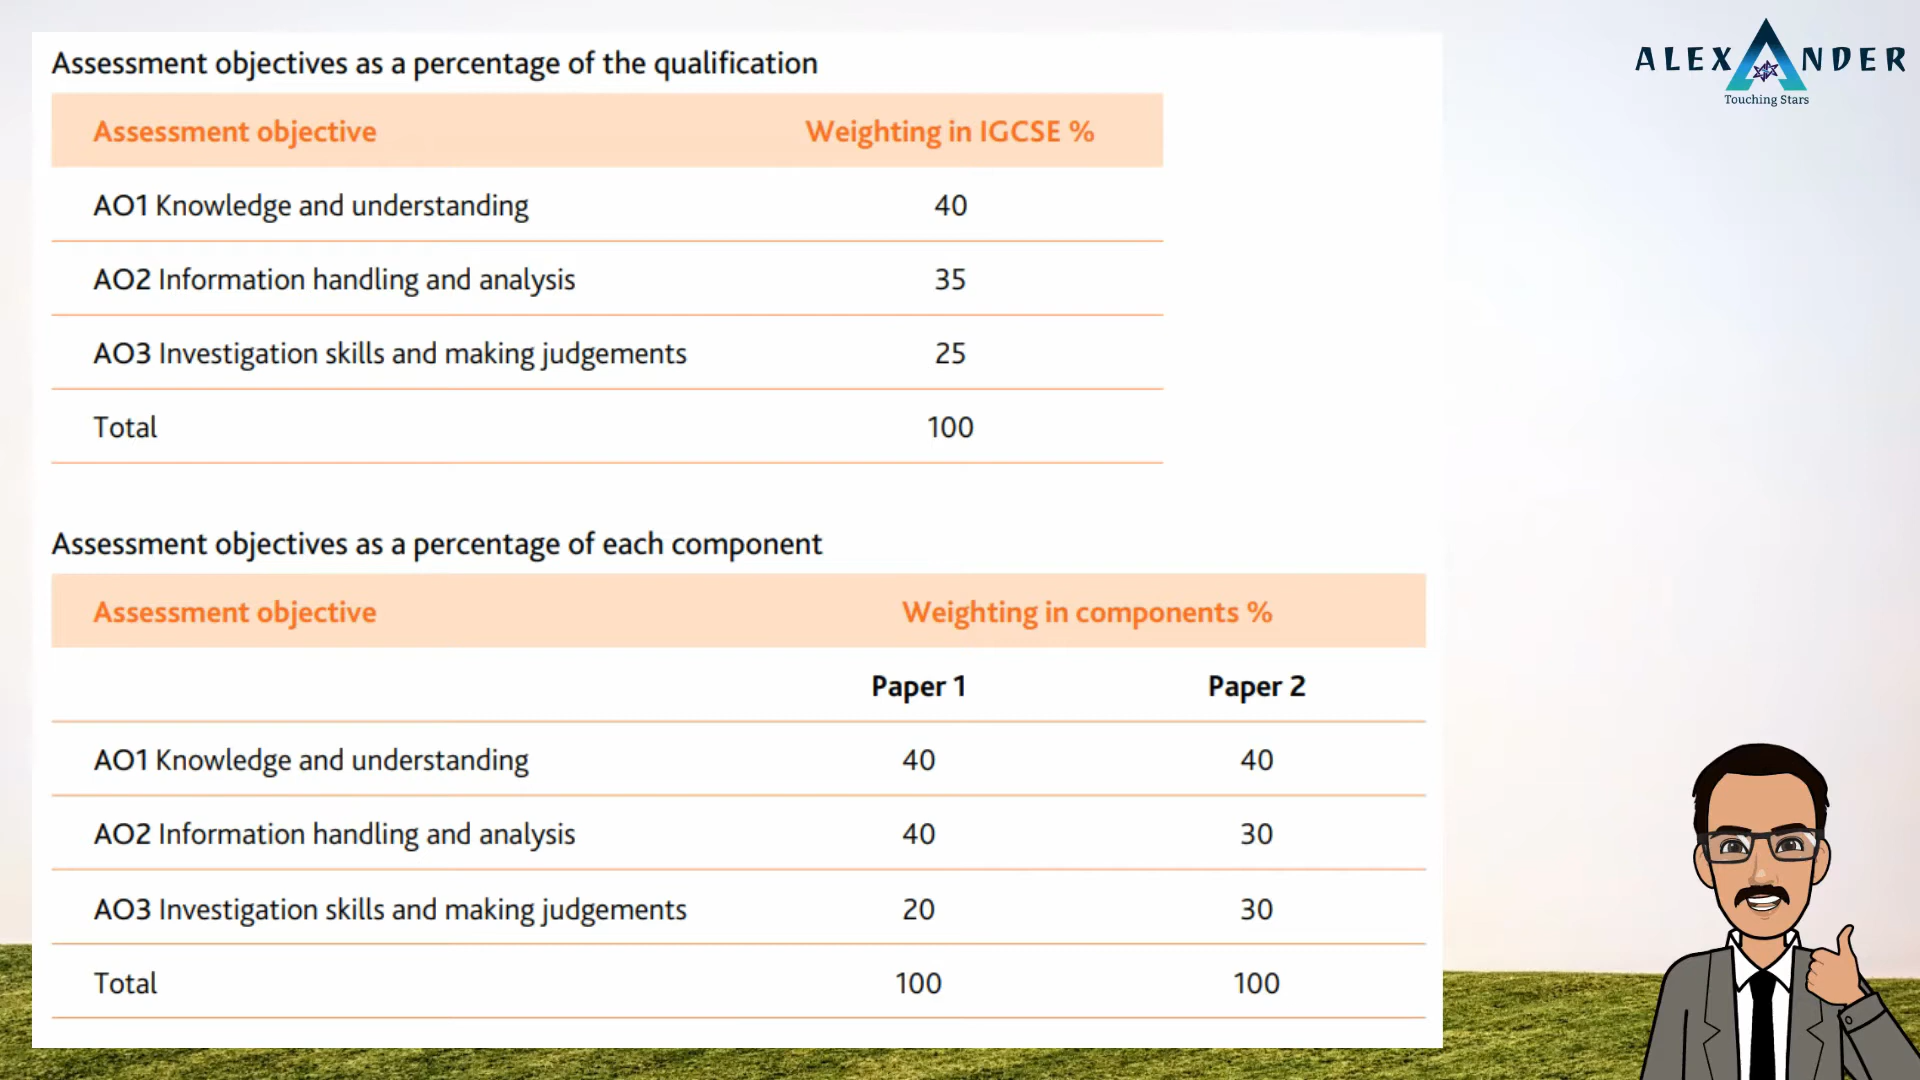 Assessment objectives as a percentage of the qualification
Assessment objective Weighting in IGCSE %
AO1 Knowledge and understanding 40
AO2 Information handling and analysis 35
AO3 Investigation skills and making judgements 25
Total 100
Assessment objectives as a percentage of each component
Assessment objective Weighting in components %
Paper 1 Paper 2
AO1 Knowledge and understanding 40 40
AO2 Information handling and analysis 40 30
AO3 Investigation skills and making judgements 20 30
Total 100 100
ALEXANDER
Touching Stars